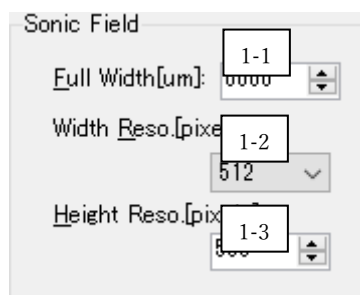 Sonic Field
1-1
Full Width[um]:
Width Reso.[pixe
1-2
512
Height Reso.[pix
1-3